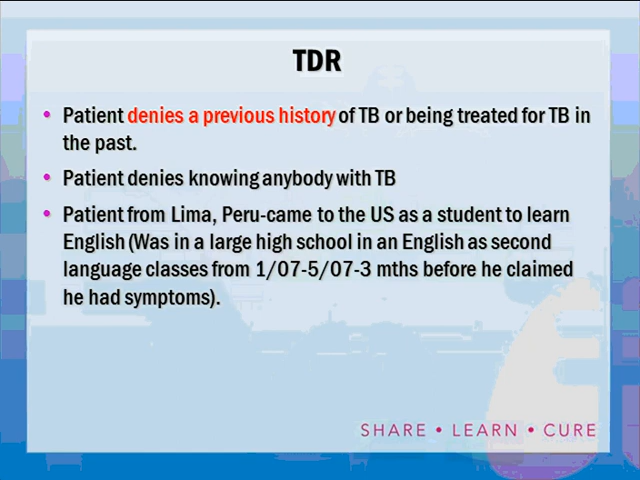 TDR
• Patient denies a previous history of TB or being treated for TB in
the past.
• Patient denies knowing anybody with TB
• Patient from Lima, Peru-came to the US as a student to learn
English (Was in a large high school in an English as second
language classes from 1/07-5/07-3 mths before he claimed
he had symptoms).
SHARE • LEARN • CURE